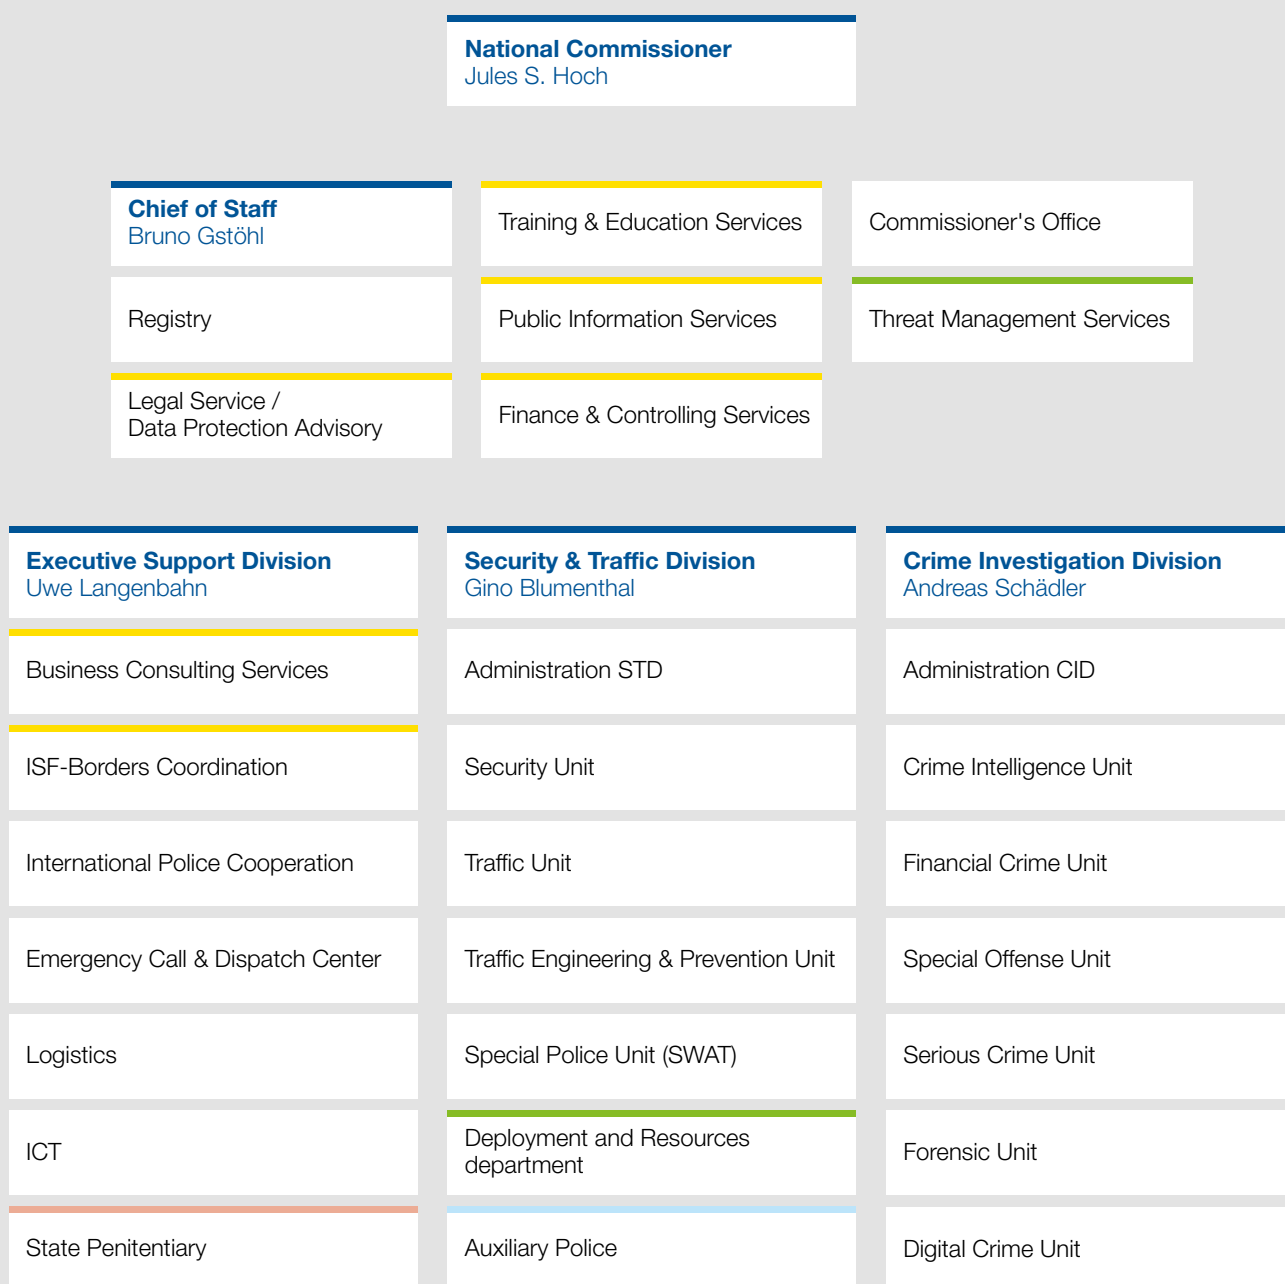 National Commissioner
Jules S. Hoch
Chief of Staff
Bruno Gstöhl
Registry
Legal Service /
Data Protection Advisory
Training & Education Services
Public Information Services
Finance & Controlling Services
Commissioner's Office
Threat Management Services
Executive Support Division
Uwe Langenbahn
Business Consulting Services
ISF-Borders Coordination
International Police Cooperation
Emergency Call & Dispatch Center
Logistics
ICT
State Penitentiary
Security & Traffic Division
Gino Blumenthal
Administration STD
Security Unit
Traffic Unit
Traffic Engineering & Prevention Unit
Special Police Unit (SWAT)
Deployment and Resources
department
Auxiliary Police
Crime Investigation Division
Andreas Schädler
Administration CID
Crime Intelligence Unit
Financial Crime Unit
Special Offense Unit
Serious Crime Unit
Forensic Unit
Digital Crime Unit